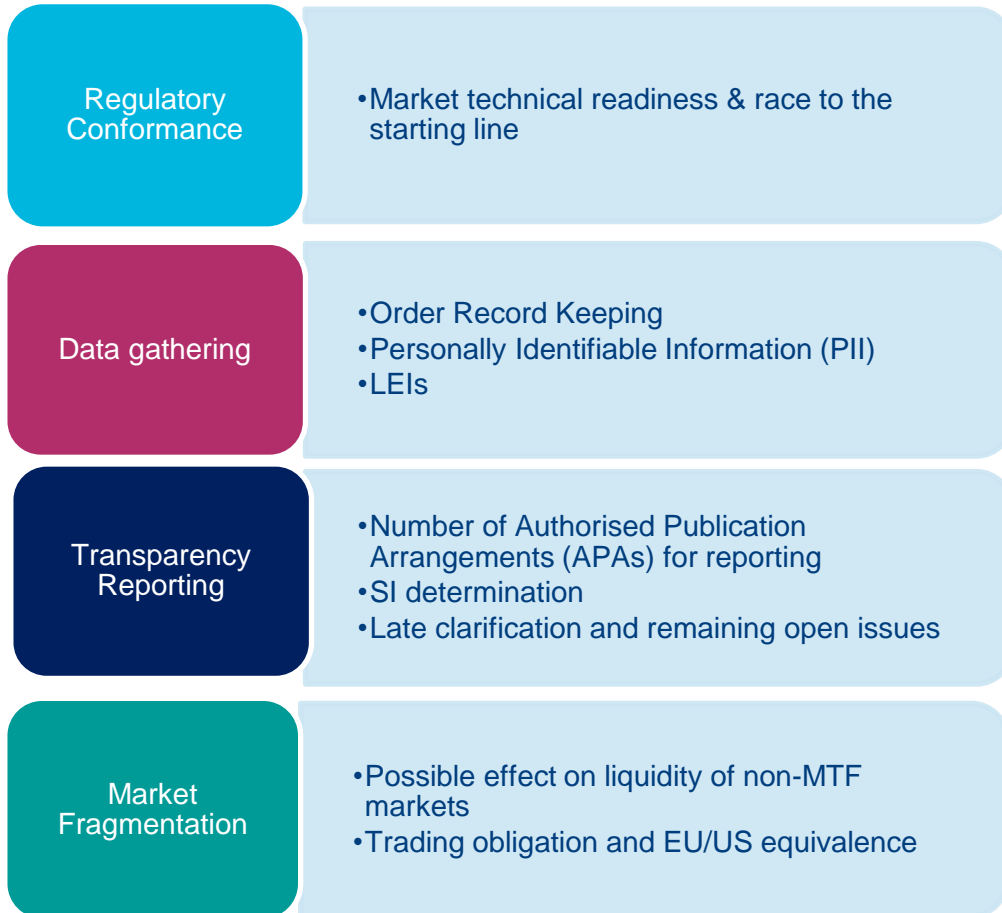 Regulatory
Conformance
•Market technical readiness & race to the
starting line
Data gathering
•Order Record Keeping
•Personally Identifiable Information (PII)
•LEIs
Transparency
Reporting
•Number of Authorised Publication
Arrangements (APAs) for reporting
•SI determination
•Late clarification and remaining open issues
Market
Fragmentation
•Possible effect on liquidity of non-MTF
markets
•Trading obligation and EU/US equivalence